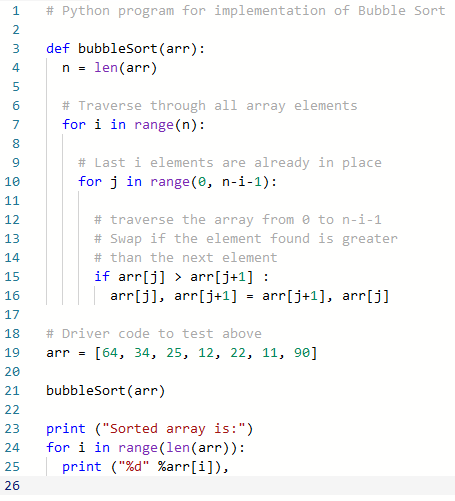 1 # Python program for implementation of Bubble Sort
2
3 def bubbleSort(arr):
4   n = len(arr)
5
6   # Traverse through all array elements
7   for i in range(n):
8
9     # Last i elements are already in place
10     for j in range(0, n-i-1):
11
12       # traverse the array from 0 to n-i-1
13       # Swap if the element found is greater
14       # than the next element
15       if arr[j] > arr[j+1] :
16         arr[j], arr[j+1] = arr[j+1], arr[j]
17
18 # Driver code to test above
19 arr = [64, 34, 25, 12, 22, 11, 90]
20
21 bubbleSort(arr)
22
23 print ("Sorted array is:")
24 for i in range(len(arr)):
25   print ("%d" %arr[i]),
26